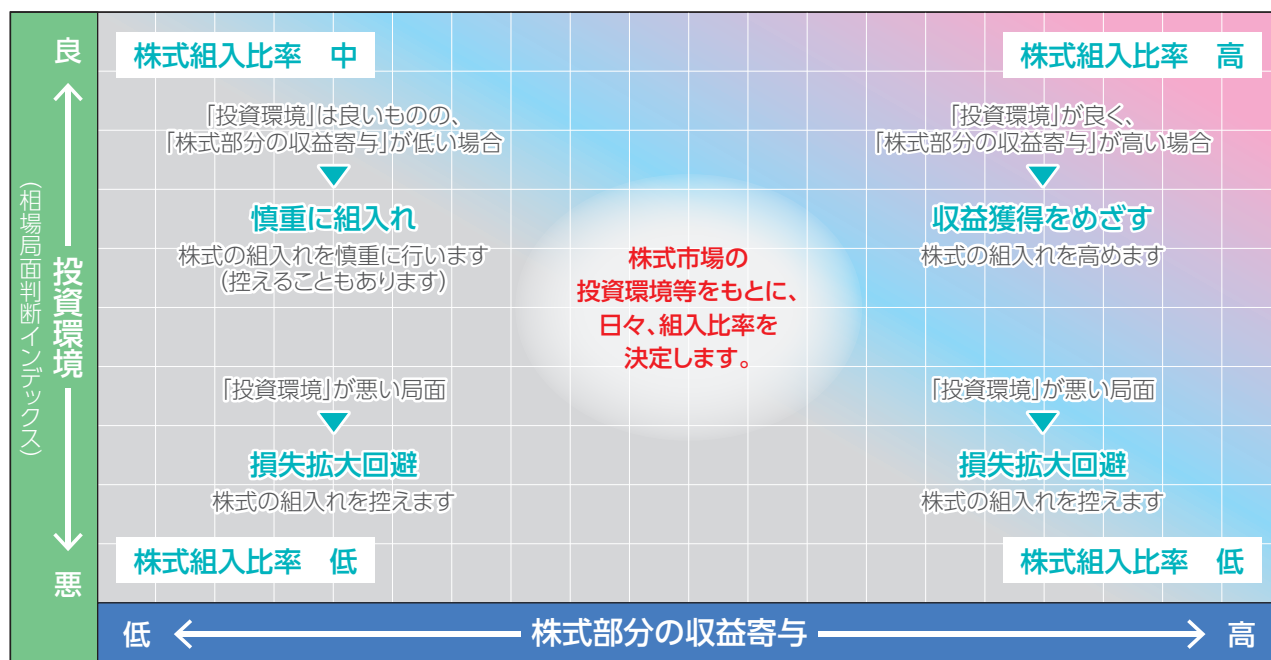 良
投資環境
(相場局面判断インデックス)
悪
株式組入比率 中
「投資環境」は良いものの、
「株式部分の収益寄与」が低い場合
慎重に組入れ
株式の組入れを慎重に行います
(控えることもあります)
株式組入比率 高
「投資環境」が良く、
「株式部分の収益寄与」が高い場合
収益獲得をめざす
株式の組入れを高めます
株式市場の
投資環境等をもとに、
日々、組入比率を
決定します。
「投資環境」が悪い局面
損失拡大回避
株式の組入れを控えます
株式組入比率 低
「投資環境」が悪い局面
損失拡大回避
株式の組入れを控えます
株式組入比率 低
低
株式部分の収益寄与
高